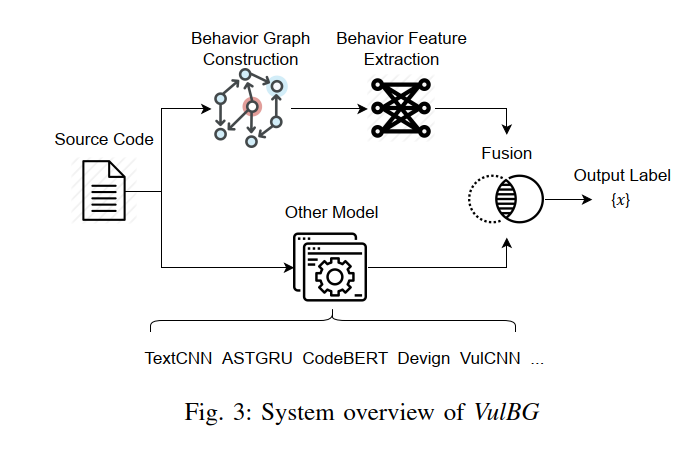 Behavior Graph
Construction
Behavior Feature
Extraction
Source Code
Fusion
Output Label
{x}
Other Model
TextCNN ASTGRU CodeBERT Devign VulCNN ...
Fig. 3: System overview of VulBG